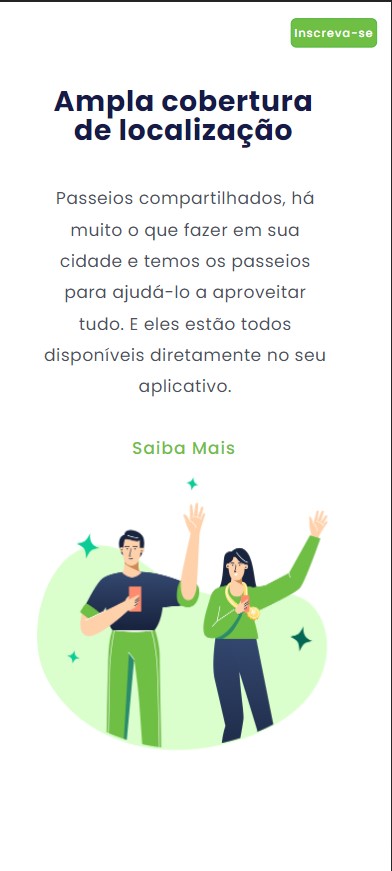 Inscreva-se
Ampla cobertura
de localização
Passeios compartilhados, há
muito o que fazer em sua
cidade e temos os passeios
para ajudá-lo a aproveitar
tudo. E eles estão todos
disponíveis diretamente no seu
aplicativo.
Saiba Mais